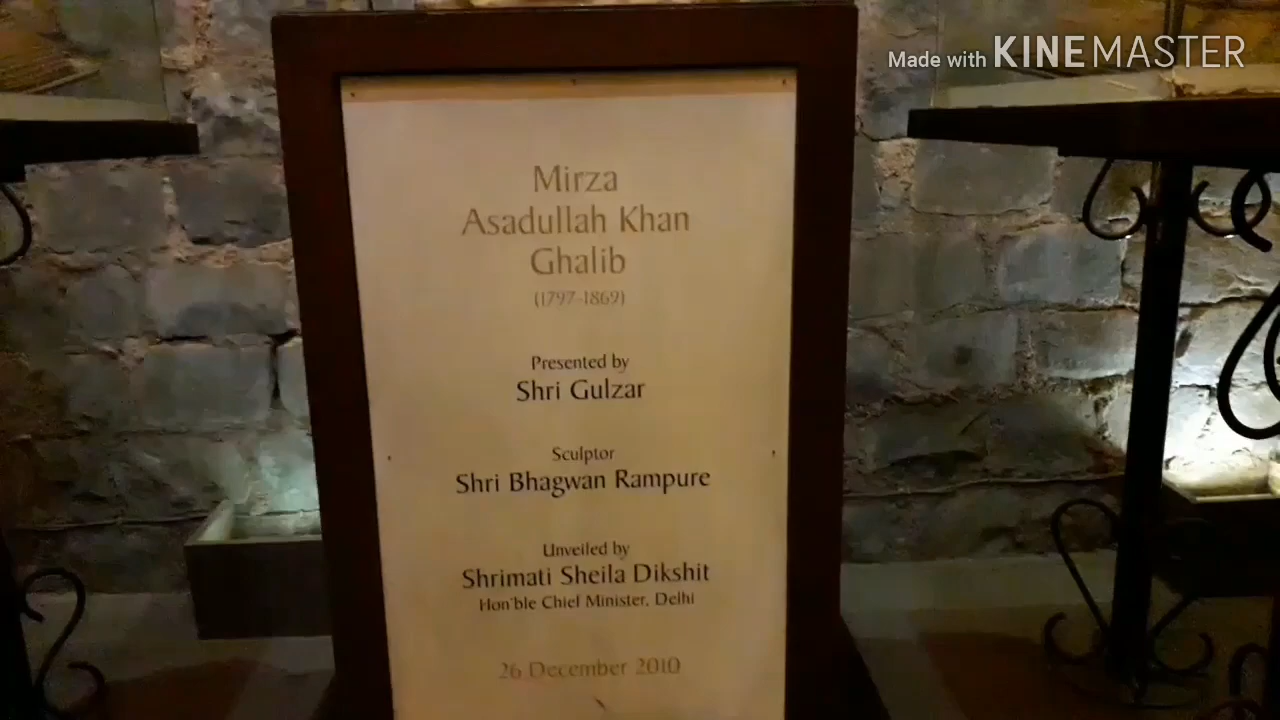 Made with KINEMASTER
Mirza
Asadullah Khan
Ghalib
(1797-1869)
Presented by
Shri Gulzar
Sculptor
Shri Bhagwan Rampure
Unveiled by
Shrimati Sheila Dikshit
Hon'ble Chief Minister, Delhi
26 December 2010